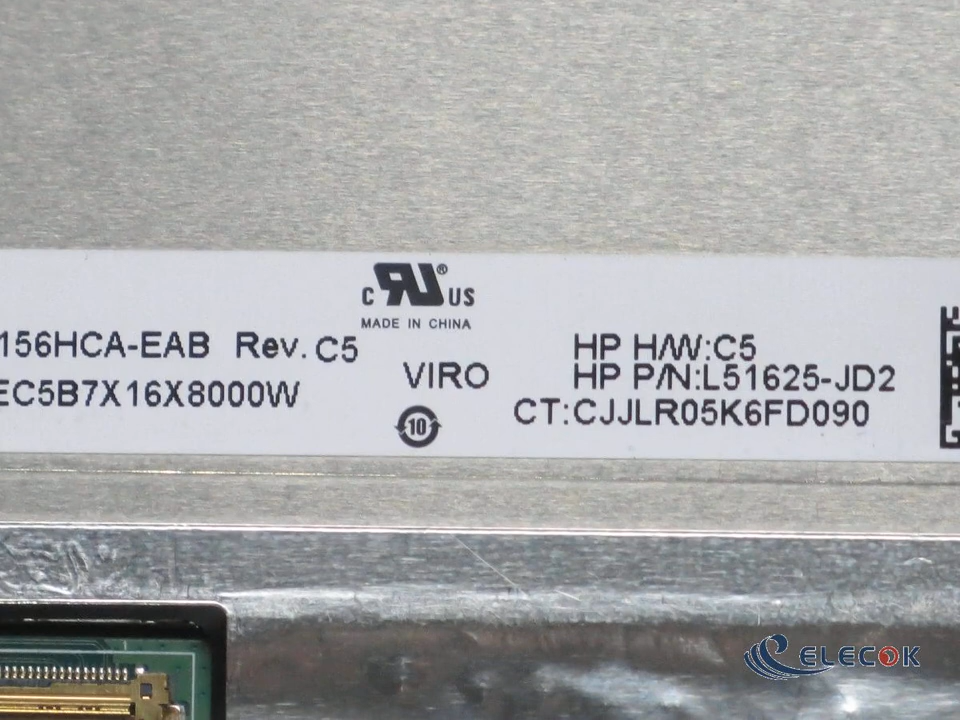 c RU ® US
MADE IN CHINA
156HCA-EAB Rev. C5
EC5B7X16X8000W
VIRO
10
HP H/W:C5
HP P/N:L51625-JD2
CT:CJJLR05K6FD090
ELECOK